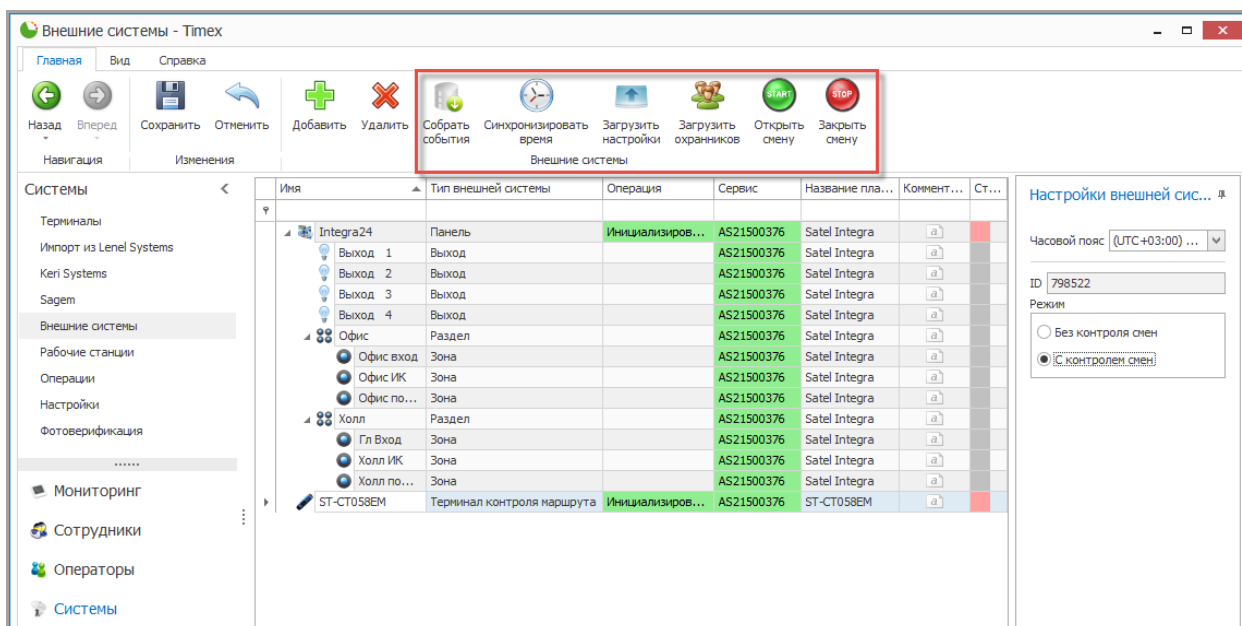 Внешние системы - Timex
Главная Вид Справка
START STOP
Назад Вперед Сохранить Отменить Добавить Удалить Собрать события Синхронизировать время Загрузить настройки Загрузить охранников Открыть смену Закрыть смену
Навигация Изменения Внешние системы
Системы
Терминалы
Импорт из Lenel Systems
Keri Systems
Sagem
Внешние системы
Рабочие станции
Операции
Настройки
Фотоверификация
Мониторинг
Сотрудники
Операторы
Системы
Имя Тип внешней системы Операция Сервис Название пла... Коммент... Ст...
Integra24 Панель Инициализиров... AS21500376 Satel Integra a
Выход 1 Выход AS21500376 Satel Integra a
Выход 2 Выход AS21500376 Satel Integra a
Выход 3 Выход AS21500376 Satel Integra a
Выход 4 Выход AS21500376 Satel Integra a
Офис Раздел AS21500376 Satel Integra a
Офис вход Зона AS21500376 Satel Integra a
Офис ИК Зона AS21500376 Satel Integra a
Офис по... Зона AS21500376 Satel Integra a
Холл Раздел AS21500376 Satel Integra a
Гл Вход Зона AS21500376 Satel Integra a
Холл ИК Зона AS21500376 Satel Integra a
Холл по... Зона AS21500376 Satel Integra a
ST-CT058EM Терминал контроля маршрута Инициализиров... AS21500376 ST-CT058EM a
Настройки внешней сис...
Часовой пояс (UTC+03:00) ...
ID 798522
Режим
Без контроля смен
С контролем смен